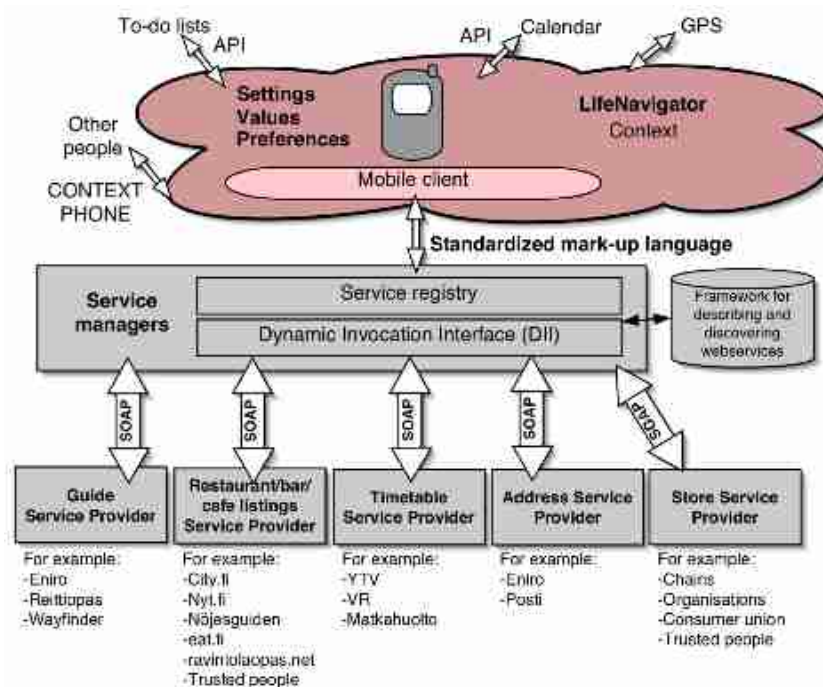 To-do lists
API
API
Calendar
GPS
Settings
Values
Preferences
LifeNavigator
Context
Other
people
CONTEXT
PHONE
Mobile client
Standardized mark-up language
Service
managers
Service registry
Dynamic Invocation Interface (DII)
Framework for
describing and
discovering
webservices
SOAP
SOAP
SOAP
SOAP
SOAP
Guide
Service Provider
For example:
-Eniro
-Reittiopas
-Wayfinder
Restaurant/bar/
cafe listings
Service Provider
For example:
-City.fi
-Nyt.fi
-Nöjesguiden
-eat.fi
-ravintolaopas.net
-Trusted people
Timetable
Service Provider
For example:
-YTV
-VR
-Matkahuolto
Address Service
Provider
For example:
-Eniro
-Posti
Store Service
Provider
For example:
-Chains
-Organisations
-Consumer union
-Trusted people